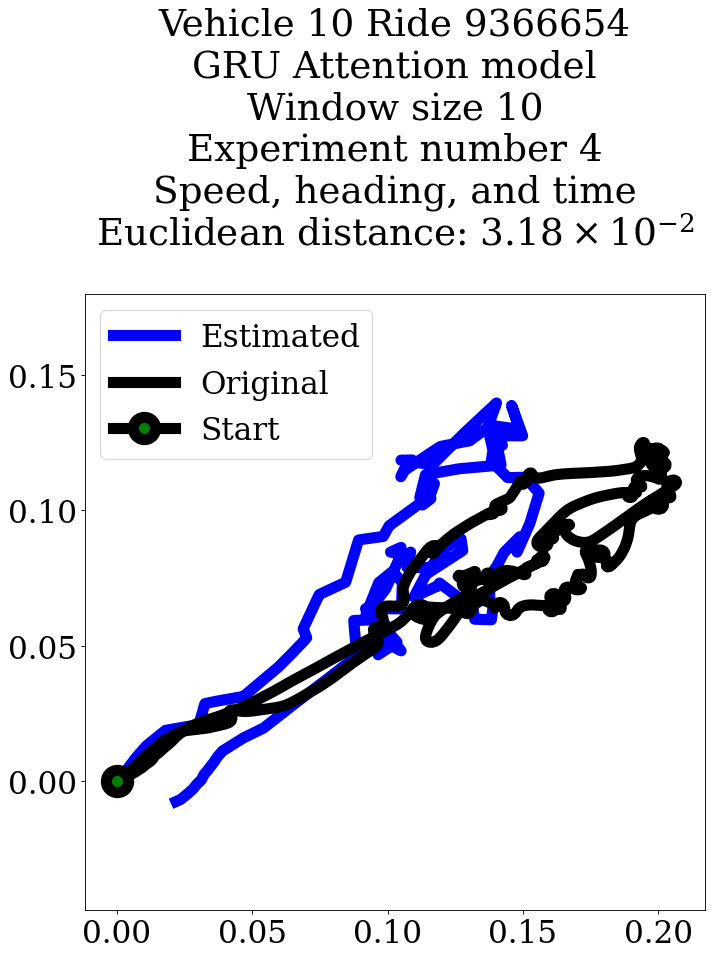 Vehicle 10 Ride 9366654
GRU Attention model
Window size 10
Experiment number 4
Speed, heading, and time
Euclidean distance: 3.18 × 10⁻²
Estimated
Original
Start
0.15
0.10
0.05
0.00
0.00 0.05 0.10 0.15 0.20